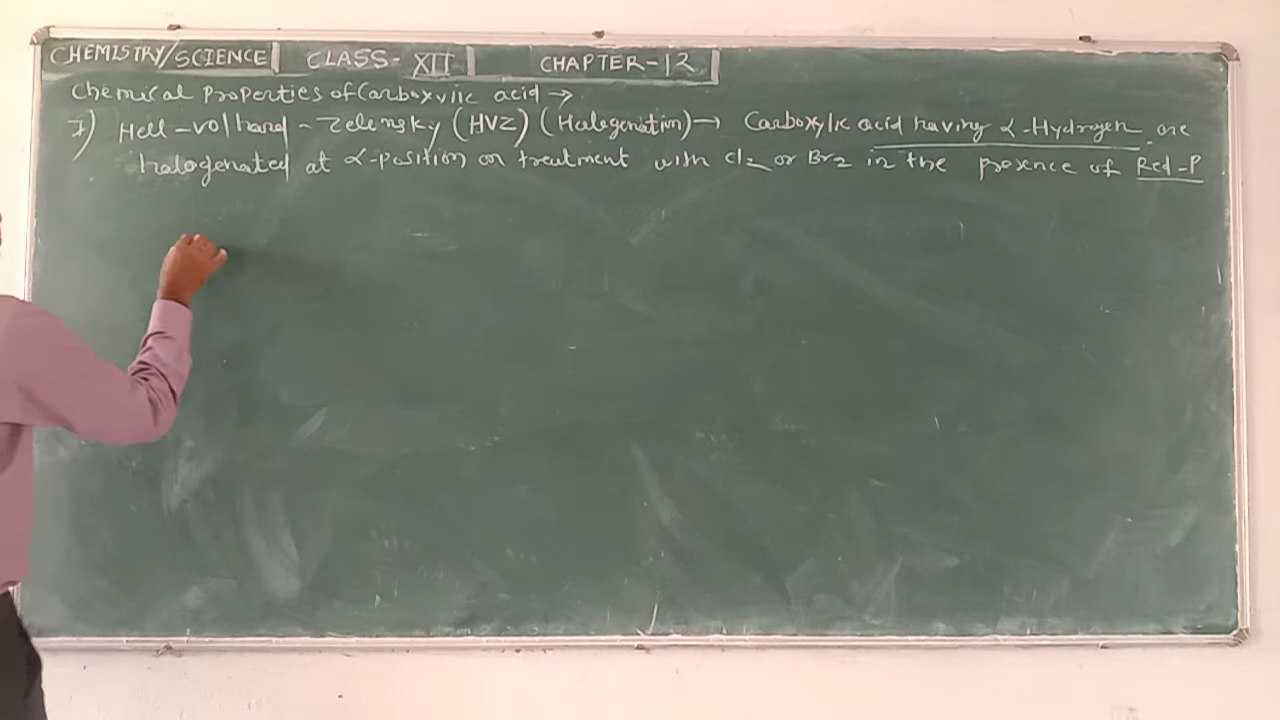 CHEMISTRY/SCIENCE | CLASS- XII | CHAPTER-12 |
Chemical Properties of Carboxylic acid →
7) Hell-Volhard-Zelensky (HVZ) (Halogenation) → Carboxylic acid having α-Hydrogen are
halogenated at α-position on treatment with Cl₂ or Br₂ in the presence of Red-P